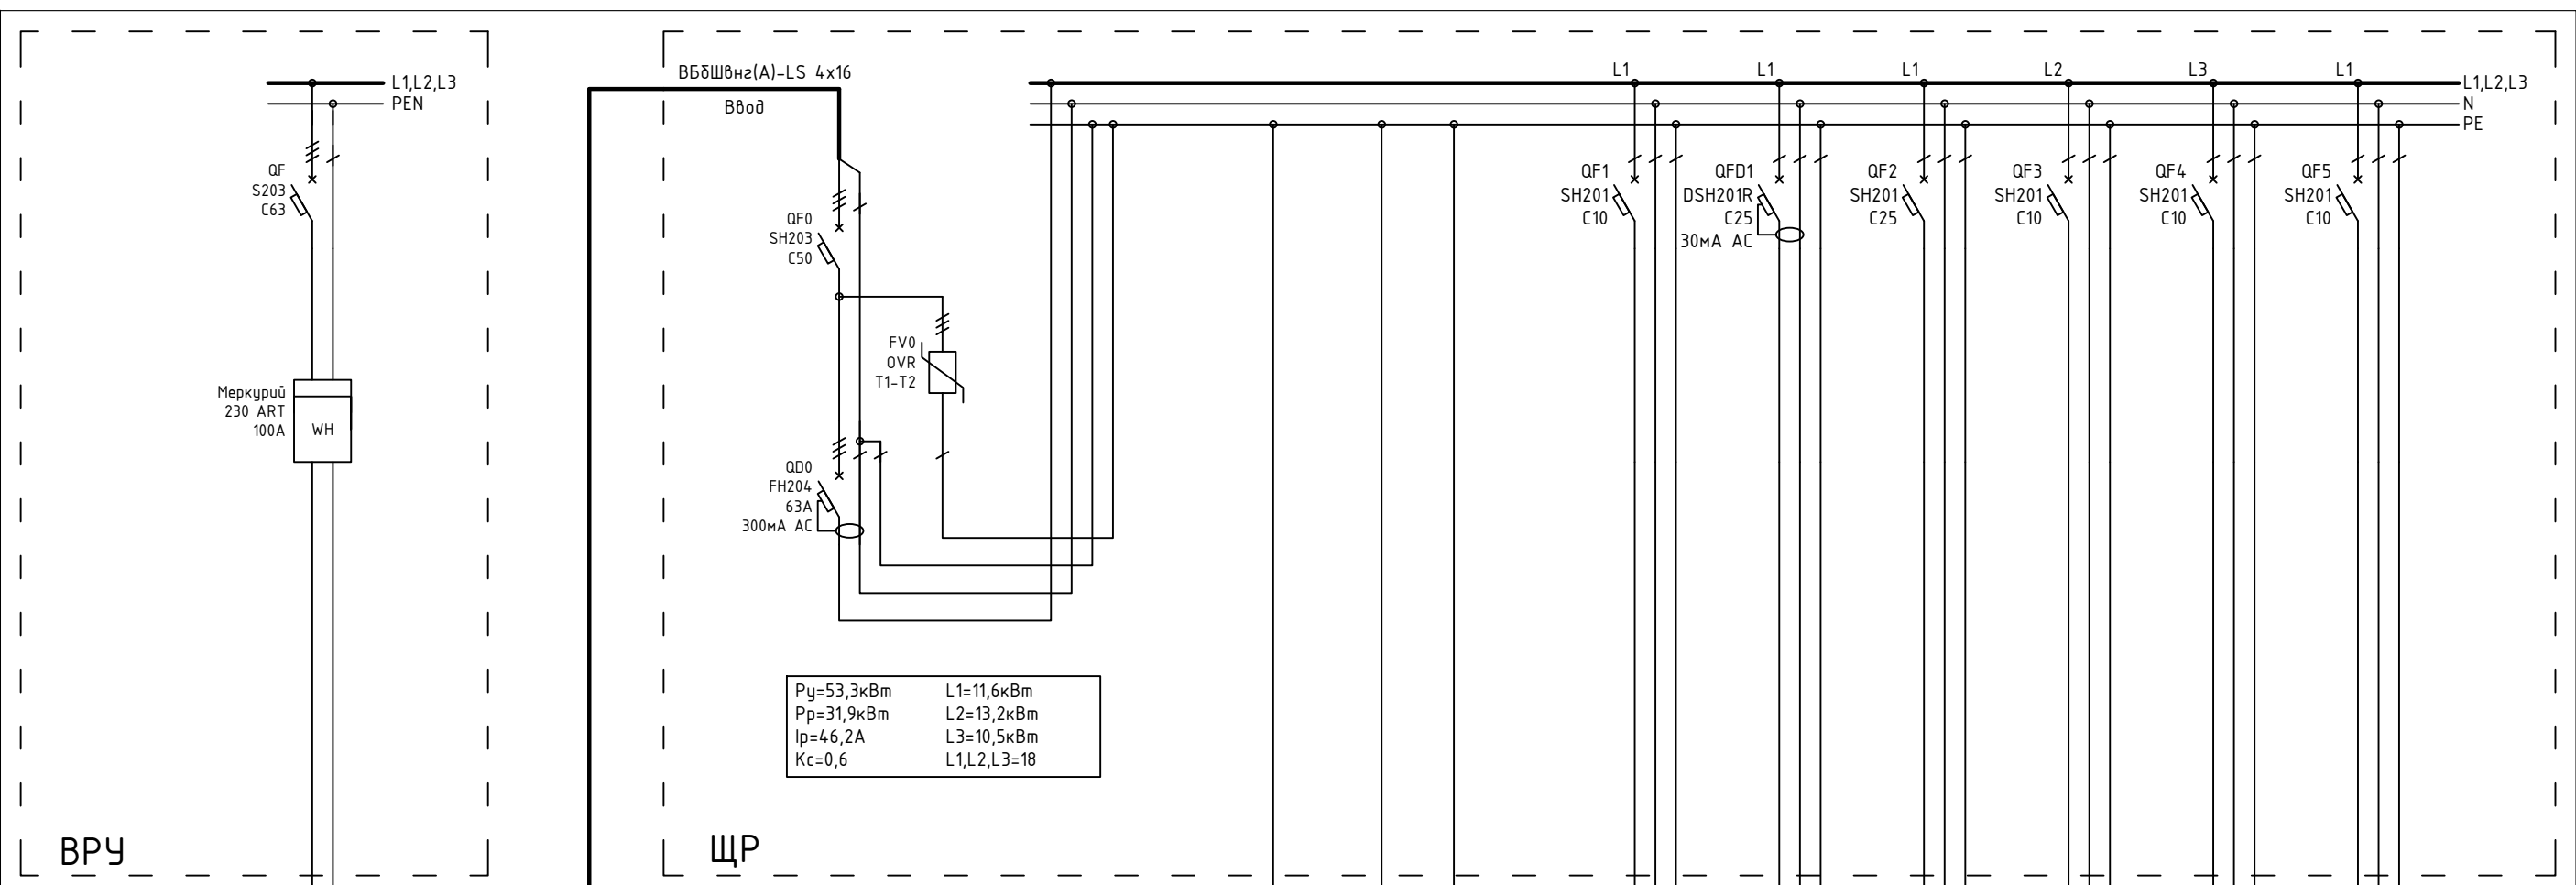 L1,L2,L3
PEN
QF
S203
C63
Меркурий
230 ART
100А
WH
ВРУ
ВБбШвнг(А)-LS 4х16
Ввод
QF0
SH203
C50
FV0
OVR
T1-T2
QD0
FH204
63А
300мА АС
Ру=53,3кВт
L1=11,6кВт
Рр=31,9кВт
L2=13,2кВт
Iр=46,2А
L3=10,5кВт
Кс=0,6
L1,L2,L3=18
ЩР
L1
L1
L1
L2
L3
L1
L1,L2,L3
N
PE
QF1
SH201
C10
QFD1
DSH201R
C25
30мА АС
QF2
SH201
C25
QF3
SH201
C10
QF4
SH201
C10
QF5
SH201
C10